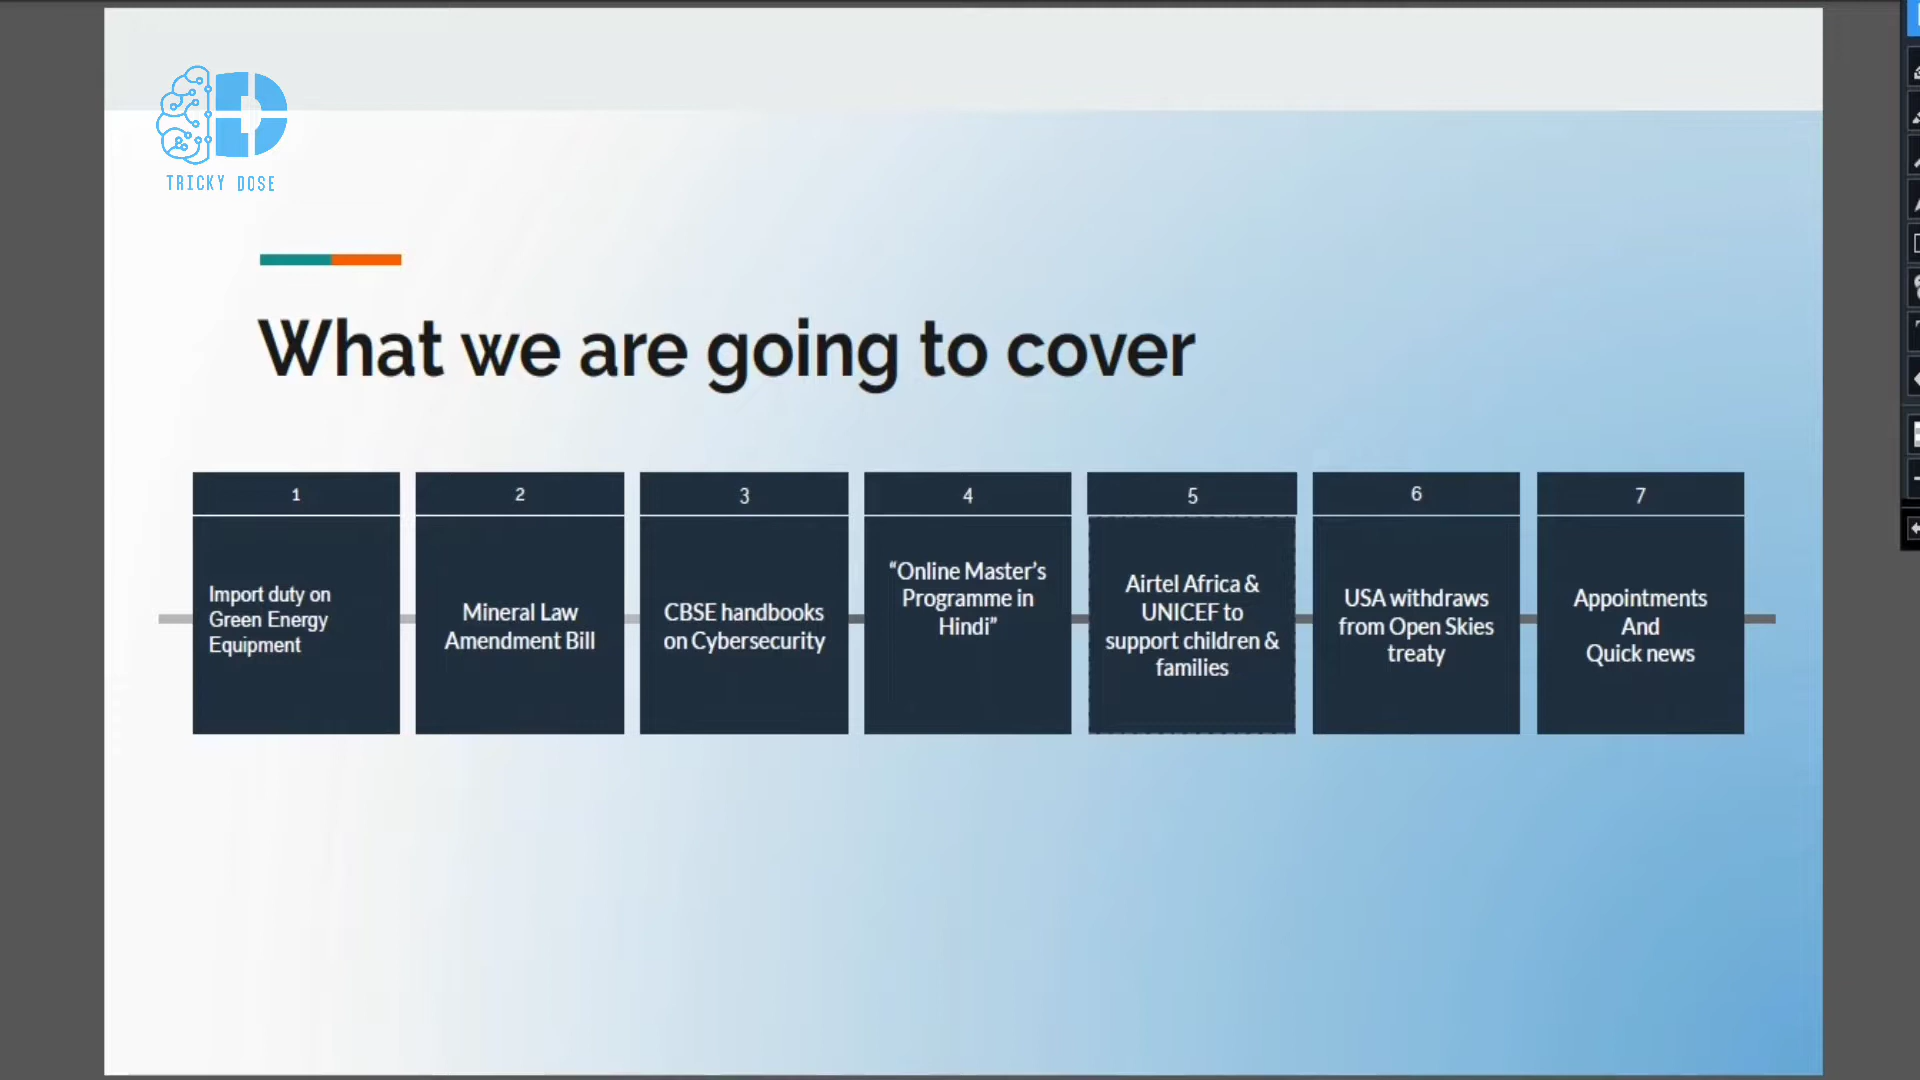 TRICKY DOSE
What we are going to cover
1
Import duty on
Green Energy
Equipment
2
Mineral Law
Amendment Bill
3
CBSE handbooks
on Cybersecurity
4
“Online Master’s
Programme in
Hindi”
5
Airtel Africa &
UNICEF to
support children &
families
6
USA withdraws
from Open Skies
treaty
7
Appointments
And
Quick news